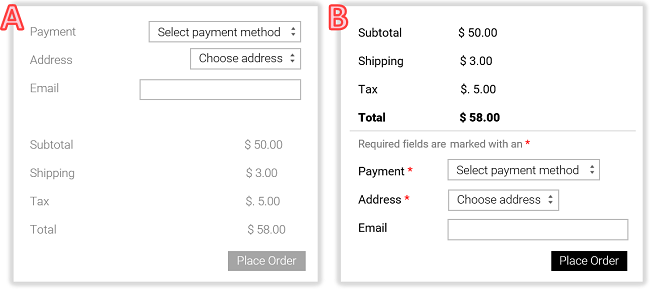 A
Payment Select payment method
Address Choose address
Email
Subtotal $ 50.00
Shipping $ 3.00
Tax $. 5.00
Total $ 58.00
Place Order
B
Subtotal $ 50.00
Shipping $ 3.00
Tax $. 5.00
Total $ 58.00
Required fields are marked with an *
Payment * Select payment method
Address * Choose address
Email
Place Order